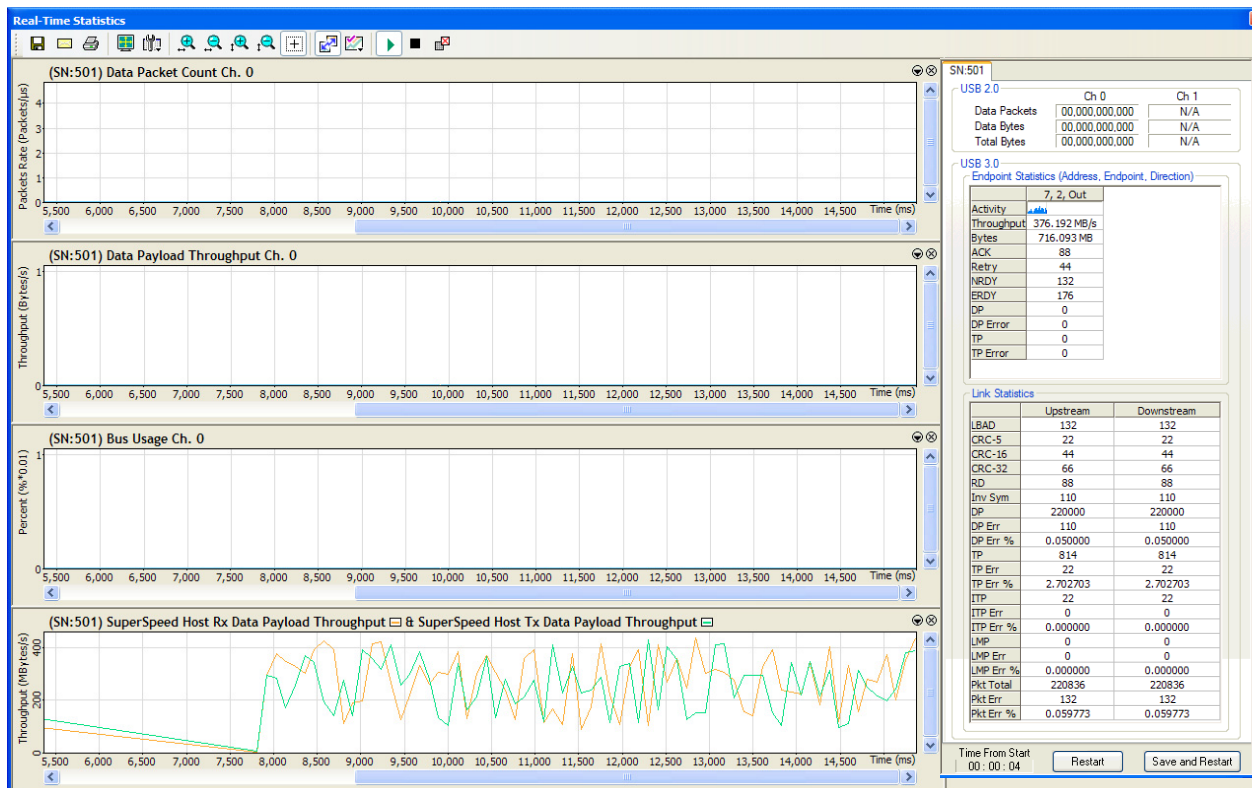 Real-Time Statistics
(SN:501) Data Packet Count Ch. 0
Packets Rate (Packets/µs)
4
3
2
1
0
5,500 6,000 6,500 7,000 7,500 8,000 8,500 9,000 9,500 10,000 10,500 11,000 11,500 12,000 12,500 13,000 13,500 14,000 14,500 Time (ms)
(SN:501) Data Payload Throughput Ch. 0
Throughput (Bytes/s)
1
0
5,500 6,000 6,500 7,000 7,500 8,000 8,500 9,000 9,500 10,000 10,500 11,000 11,500 12,000 12,500 13,000 13,500 14,000 14,500 Time (ms)
(SN:501) Bus Usage Ch. 0
Percent (%*0.01)
1
0
5,500 6,000 6,500 7,000 7,500 8,000 8,500 9,000 9,500 10,000 10,500 11,000 11,500 12,000 12,500 13,000 13,500 14,000 14,500 Time (ms)
(SN:501) SuperSpeed Host Rx Data Payload Throughput & SuperSpeed Host Tx Data Payload Throughput
Throughput (MBytes/s)
400
200
0
5,500 6,000 6,500 7,000 7,500 8,000 8,500 9,000 9,500 10,000 10,500 11,000 11,500 12,000 12,500 13,000 13,500 14,000 14,500 Time (ms)
SN:501
USB 2.0
Ch 0 Ch 1
Data Packets 00,000,000,000 N/A
Data Bytes 00,000,000,000 N/A
Total Bytes 00,000,000,000 N/A
USB 3.0
Endpoint Statistics (Address, Endpoint, Direction)
7, 2, Out
Activity
Throughput 376.192 MB/s
Bytes 716.093 MB
ACK 88
Retry 44
NRDY 132
ERDY 176
DP 0
DP Error 0
TP 0
TP Error 0
Link Statistics
Upstream Downstream
LBAD 132 132
CRC-5 22 22
CRC-16 44 44
CRC-32 66 66
RD 88 88
Inv Sym 110 110
DP 220000 220000
DP Err 110 110
DP Err % 0.050000 0.050000
TP 814 814
TP Err 22 22
TP Err % 2.702703 2.702703
ITP 22 22
ITP Err 0 0
ITP Err % 0.000000 0.000000
LMP 0 0
LMP Err 0 0
LMP Err % 0.000000 0.000000
Pkt Total 220836 220836
Pkt Err 132 132
Pkt Err % 0.059773 0.059773
Time From Start
00 : 00 : 04
Restart
Save and Restart